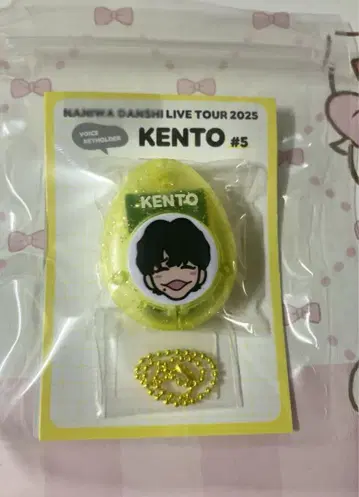 NANIWA DANSHI LIVE TOUR 2025
VOICE
KEYHOLDER
KENTO #5
KENTO